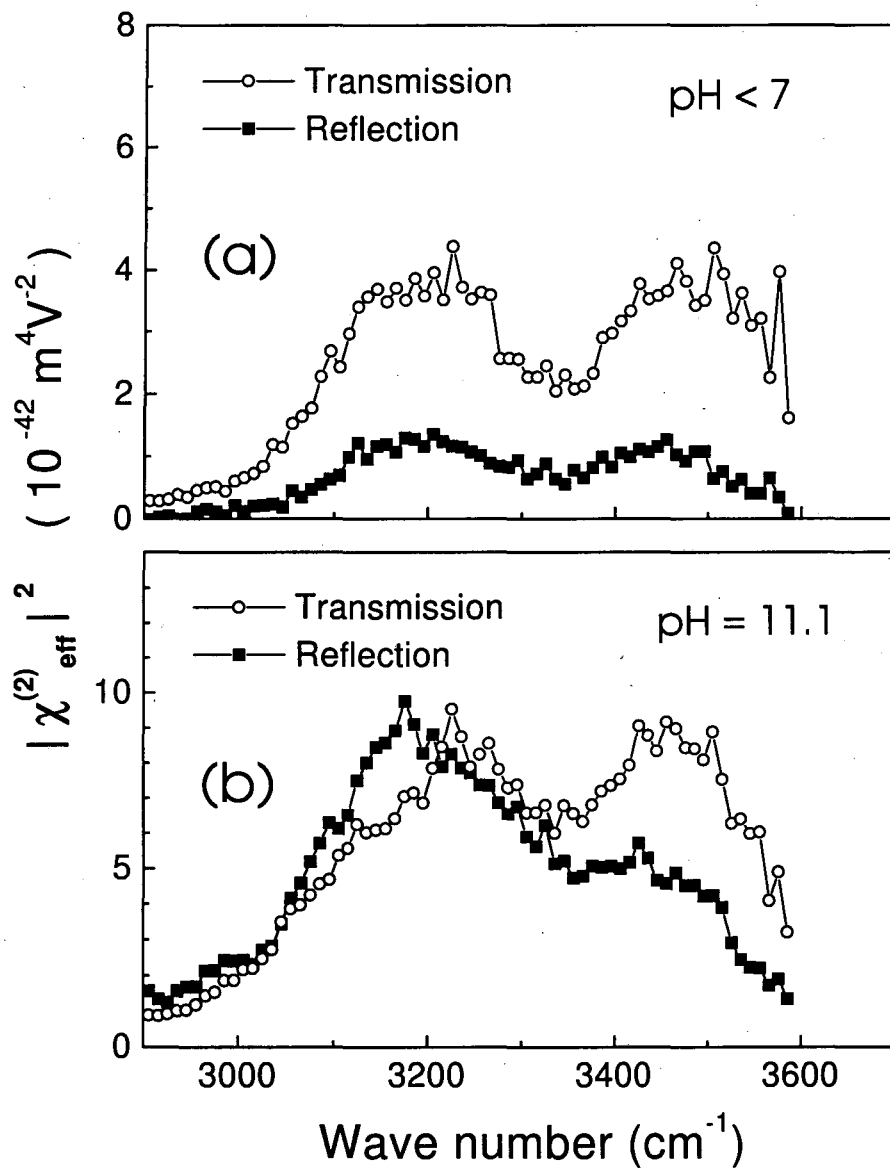 8
Transmission
pH < 7
Reflection
6
(a)
4
2
0
| χ(2)eff | 2 ( 10-42 m4V-2 )
Transmission
pH = 11.1
Reflection
10
(b)
5
0
3000 3200 3400 3600
Wave number (cm-1)